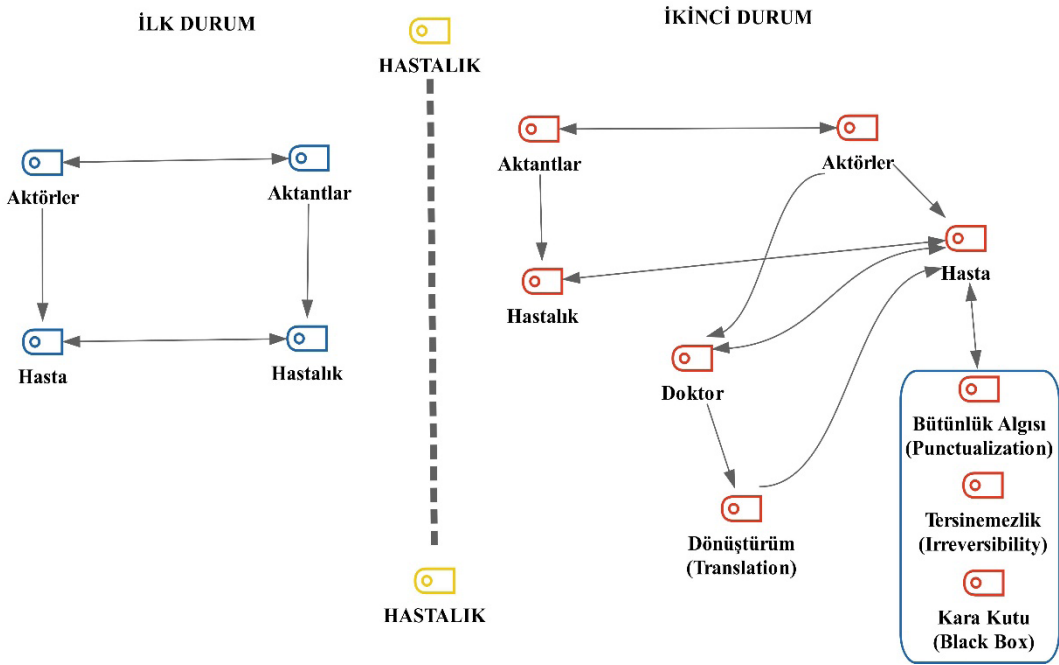 İLK DURUM
Aktörler
Aktantlar
Hasta
Hastalık
HASTALIK
HASTALIK
İKİNCİ DURUM
Aktantlar
Aktörler
Hastalık
Hasta
Doktor
Dönüştürüm
(Translation)
Bütünlük Algısı
(Punctualization)
Tersinemezlik
(Irreversibility)
Kara Kutu
(Black Box)